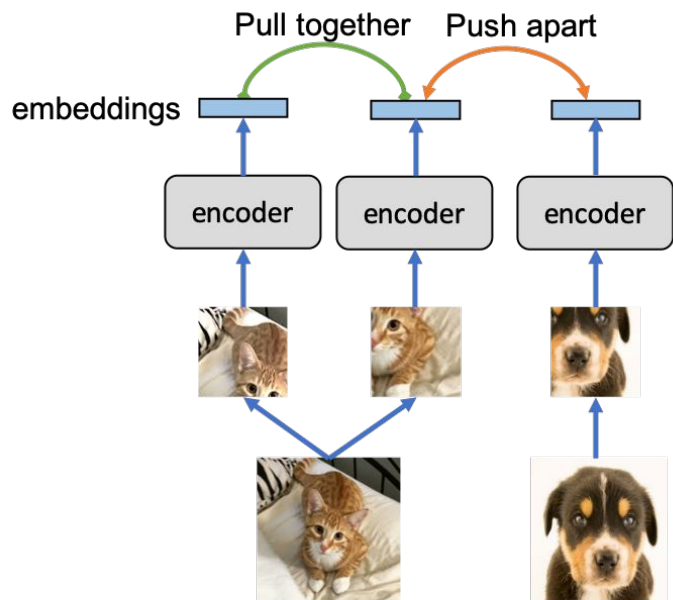 Pull together
Push apart
embeddings
encoder
encoder
encoder